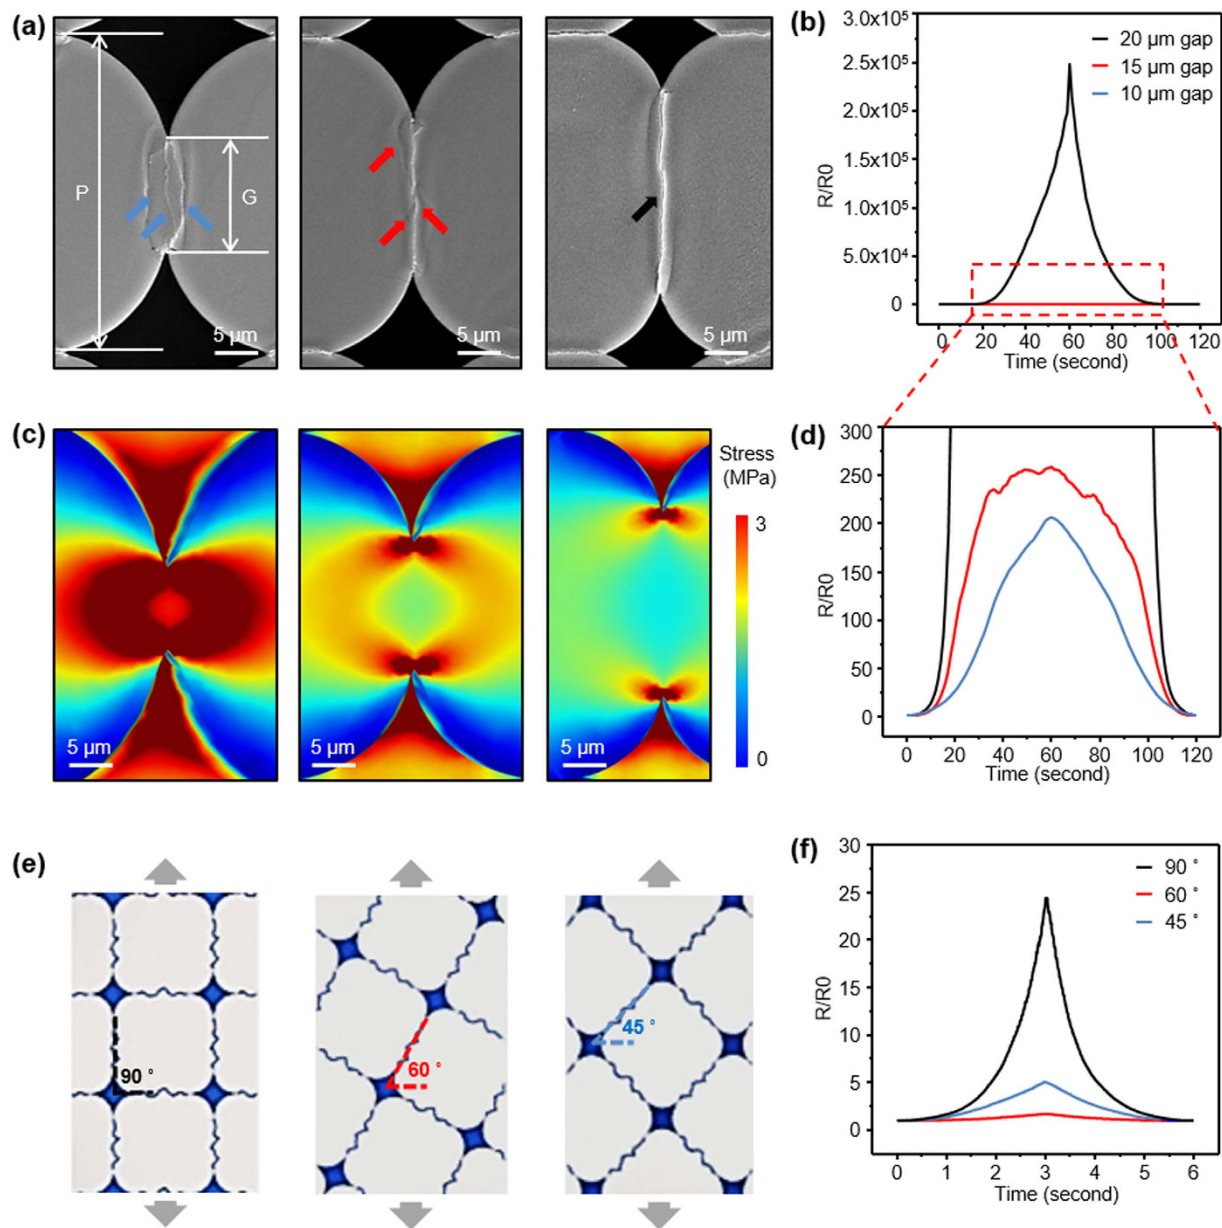 (a)
P
G
5 µm
5 µm
5 µm
(b)
3.0x10⁵
2.5x10⁵
2.0x10⁵
1.5x10⁵
1.0x10⁵
5.0x10⁴
0
R/R0
20 µm gap
15 µm gap
10 µm gap
0 20 40 60 80 100 120
Time (second)
(c)
5 µm
5 µm
5 µm
Stress
(MPa)
3
0
(d)
300
250
200
150
100
50
0
R/R0
0 20 40 60 80 100 120
Time (second)
(e)
90 °
60 °
45 °
(f)
30
25
20
15
10
5
0
R/R0
90 °
60 °
45 °
0 1 2 3 4 5 6
Time (second)